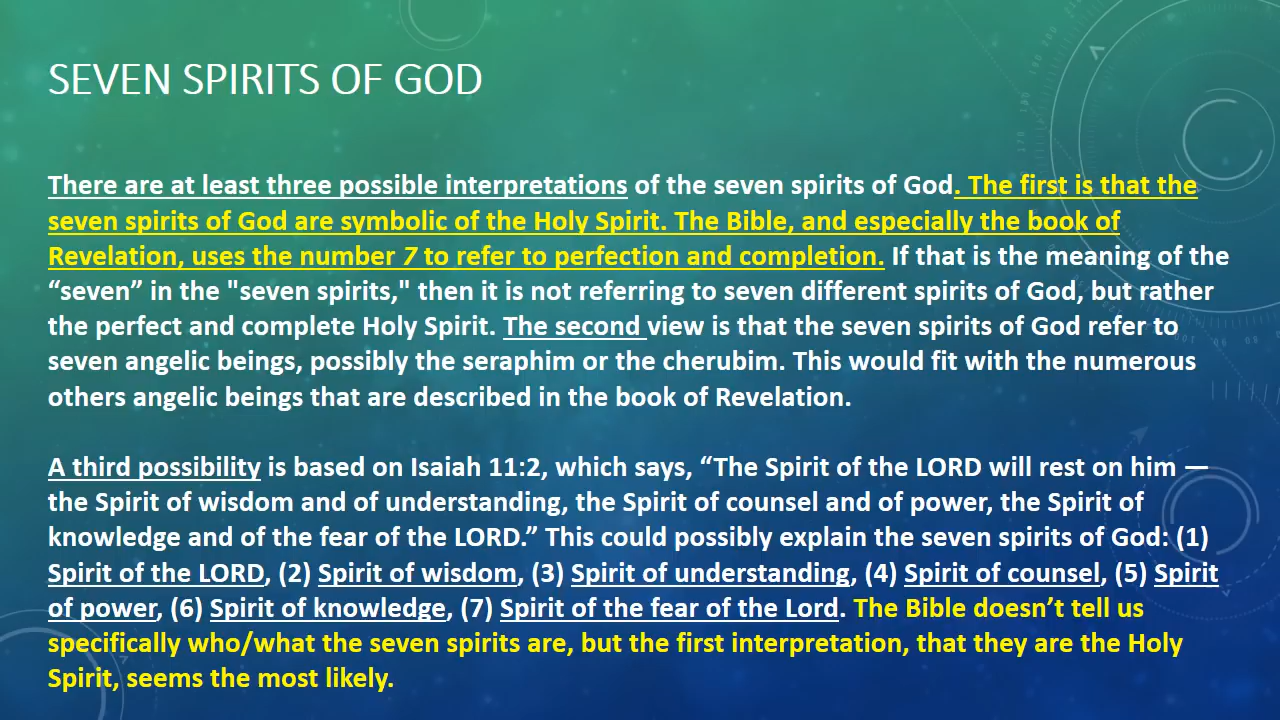 SEVEN SPIRITS OF GOD
There are at least three possible interpretations of the seven spirits of God. The first is that the
seven spirits of God are symbolic of the Holy Spirit. The Bible, and especially the book of
Revelation, uses the number 7 to refer to perfection and completion. If that is the meaning of the
“seven” in the "seven spirits," then it is not referring to seven different spirits of God, but rather
the perfect and complete Holy Spirit. The second view is that the seven spirits of God refer to
seven angelic beings, possibly the seraphim or the cherubim. This would fit with the numerous
others angelic beings that are described in the book of Revelation.
A third possibility is based on Isaiah 11:2, which says, “The Spirit of the LORD will rest on him —
the Spirit of wisdom and of understanding, the Spirit of counsel and of power, the Spirit of
knowledge and of the fear of the LORD.” This could possibly explain the seven spirits of God: (1)
Spirit of the LORD, (2) Spirit of wisdom, (3) Spirit of understanding, (4) Spirit of counsel, (5) Spirit
of power, (6) Spirit of knowledge, (7) Spirit of the fear of the Lord. The Bible doesn’t tell us
specifically who/what the seven spirits are, but the first interpretation, that they are the Holy
Spirit, seems the most likely.